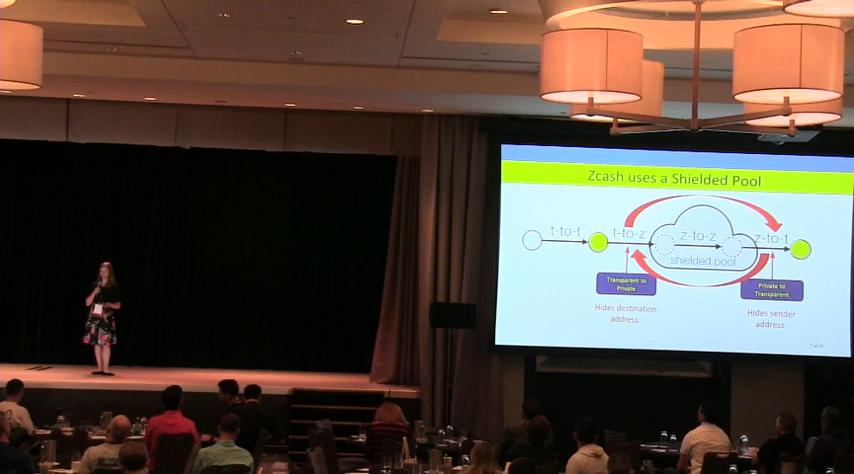 Zcash uses a Shielded Pool
t-to-t t-to-z z-to-z z-to-t
shielded pool
Transparent to
Private
Private to
Transparent
Hides destination
address.
Hides sender
address.